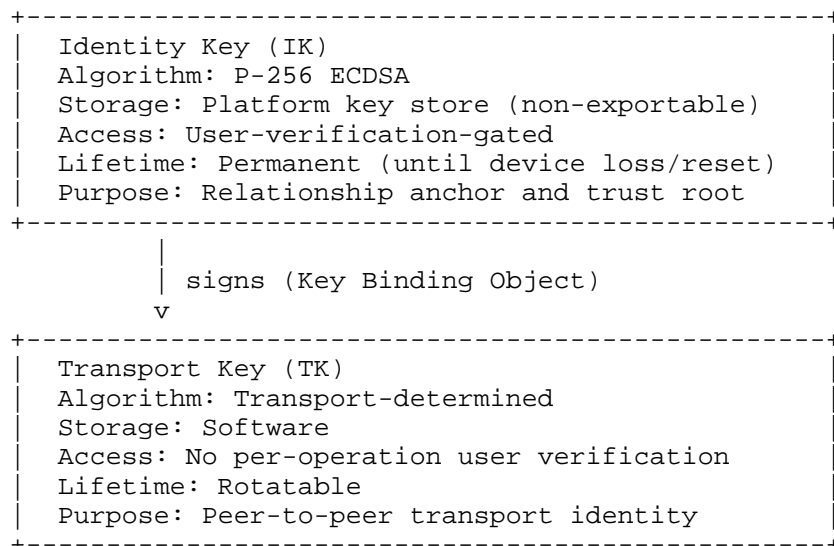 +-------------------------------------------------+
| Identity Key (IK) |
| Algorithm: P-256 ECDSA |
| Storage: Platform key store (non-exportable) |
| Access: User-verification-gated |
| Lifetime: Permanent (until device loss/reset) |
| Purpose: Relationship anchor and trust root |
+-------------------------------------------------+
|
| signs (Key Binding Object)
v
+-------------------------------------------------+
| Transport Key (TK) |
| Algorithm: Transport-determined |
| Storage: Software |
| Access: No per-operation user verification |
| Lifetime: Rotatable |
| Purpose: Peer-to-peer transport identity |
+-------------------------------------------------+